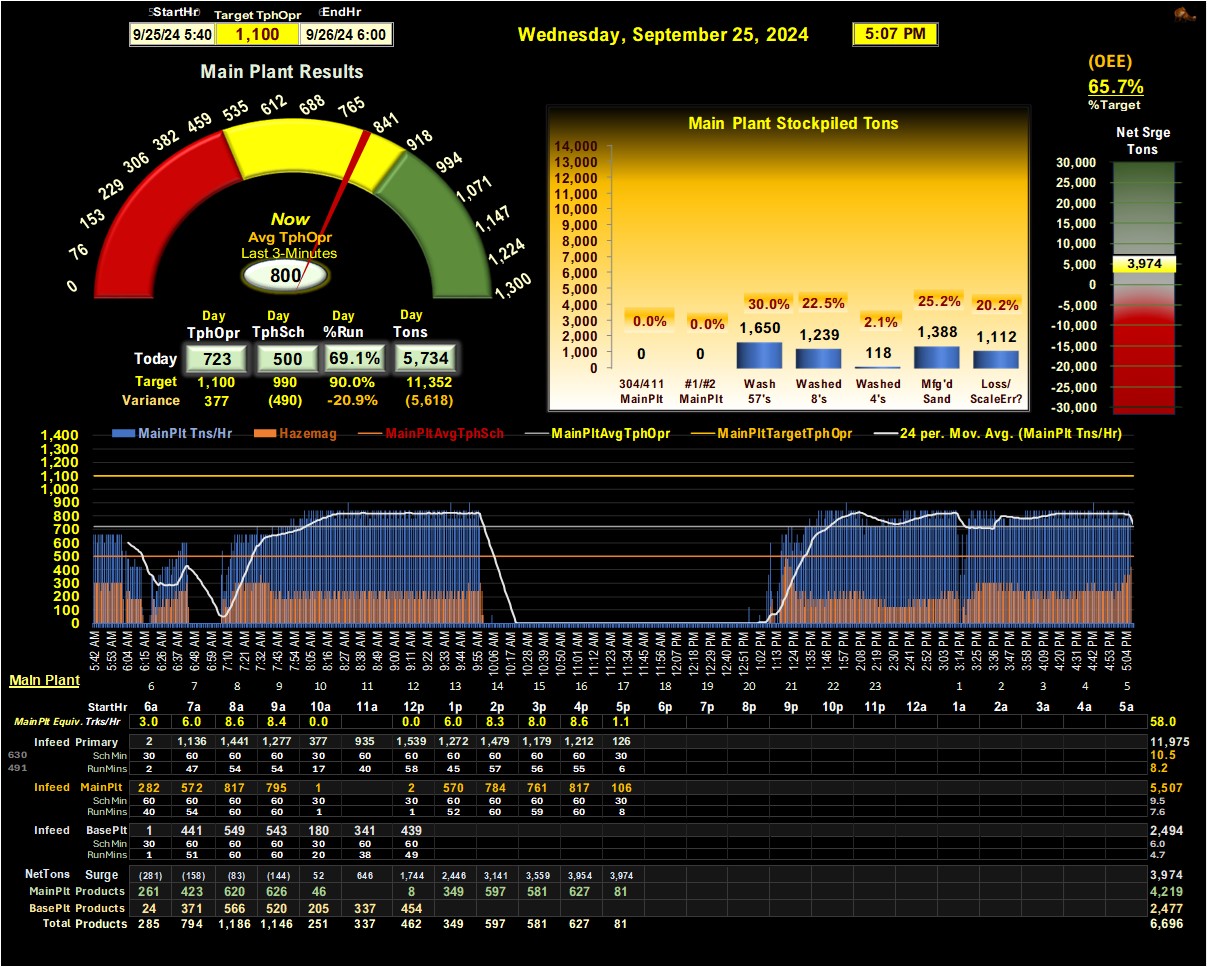 StartHr Target TphOpr EndHr
9/25/24 5:40 1,100 9/26/24 6:00
Wednesday, September 25, 2024 5:07 PM
(OEE)
65.7%
%Target
Main Plant Results
0 76 153 229 306 382 459 535 612 688 765 841 918 994 1,071 1,147 1,224 1,300
Now
Avg TphOpr
Last 3-Minutes
800
Day Day Day Day
TphOpr TphSch %Run Tons
Today 723 500 69.1% 5,734
Target 1,100 990 90.0% 11,352
Variance 377 (490) -20.9% (5,618)
Main Plant Stockpiled Tons
14,000
13,000
12,000
11,000
10,000
9,000
8,000
7,000
6,000
5,000
4,000
3,000
2,000
1,000
0
0.0% 0.0% 30.0% 22.5% 2.1% 25.2% 20.2%
0 0 1,650 1,239 118 1,388 1,112
304/411 #1/#2 Wash Washed Washed Mfg'd Loss/
MainPlt MainPlt 57's 8's 4's Sand ScaleErr?
Net Srge
Tons
30,000
25,000
20,000
15,000
10,000
5,000
0
-5,000
-10,000
-15,000
-20,000
-25,000
-30,000
3,974
MainPlt Tns/Hr Hazemag MainPltAvgTphSch MainPltAvgTphOpr MainPltTargetTphOpr 24 per. Mov. Avg. (MainPlt Tns/Hr)
1,400
1,300
1,200
1,100
1,000
900
800
700
600
500
400
300
200
100
0
5:42 AM 5:53 AM 6:04 AM 6:15 AM 6:26 AM 6:37 AM 6:48 AM 6:59 AM 7:10 AM 7:21 AM 7:32 AM 7:43 AM 7:54 AM 8:05 AM 8:16 AM 8:27 AM 8:38 AM 8:49 AM 9:00 AM 9:11 AM 9:22 AM 9:33 AM 9:44 AM 9:55 AM 10:06 AM 10:17 AM 10:28 AM 10:39 AM 10:50 AM 11:01 AM 11:12 AM 11:23 AM 11:34 AM 11:45 AM 11:56 AM 12:07 PM 12:18 PM 12:29 PM 12:40 PM 12:51 PM 1:02 PM 1:13 PM 1:24 PM 1:35 PM 1:46 PM 1:57 PM 2:08 PM 2:19 PM 2:30 PM 2:41 PM 2:52 PM 3:03 PM 3:14 PM 3:25 PM 3:36 PM 3:47 PM 3:58 PM 4:09 PM 4:20 PM 4:31 PM 4:42 PM 4:53 PM 5:04 PM
Main Plant
6 7 8 9 10 11 12 13 14 15 16 17 18 19 20 21 22 23 1 2 3 4 5
StartHr 6a 7a 8a 9a 10a 11a 12p 1p 2p 3p 4p 5p 6p 7p 8p 9p 10p 11p 12a 1a 2a 3a 4a 5a
MainPlt Equiv. Trks/Hr 3.0 6.0 8.6 8.4 0.0 0.0 6.0 8.3 8.0 8.6 1.1 58.0
Infeed Primary 2 1,136 1,441 1,277 377 935 1,539 1,272 1,479 1,179 1,212 126 11,975
630 SchMin 30 60 60 60 30 60 60 60 60 60 60 30 10.5
491 RunMins 2 47 54 54 17 40 58 45 57 56 55 6 8.2
Infeed MainPlt 282 572 817 795 1 2 570 784 761 817 106 5,507
SchMin 60 60 60 60 30 30 60 60 60 60 30 9.5
RunMins 40 54 60 60 1 1 52 60 59 60 8 7.6
Infeed BasePlt 1 441 549 543 180 341 439 2,494
SchMin 30 60 60 60 30 60 60 6.0
RunMins 1 51 60 60 20 38 49 4.7
NetTons Surge (281) (158) (83) (144) 52 646 1,744 2,446 3,141 3,559 3,954 3,974 3,974
MainPlt Products 261 423 620 626 46 8 349 597 581 627 81 4,219
BasePlt Products 24 371 566 520 205 337 454 2,477
Total Products 285 794 1,186 1,146 251 337 462 349 597 581 627 81 6,696